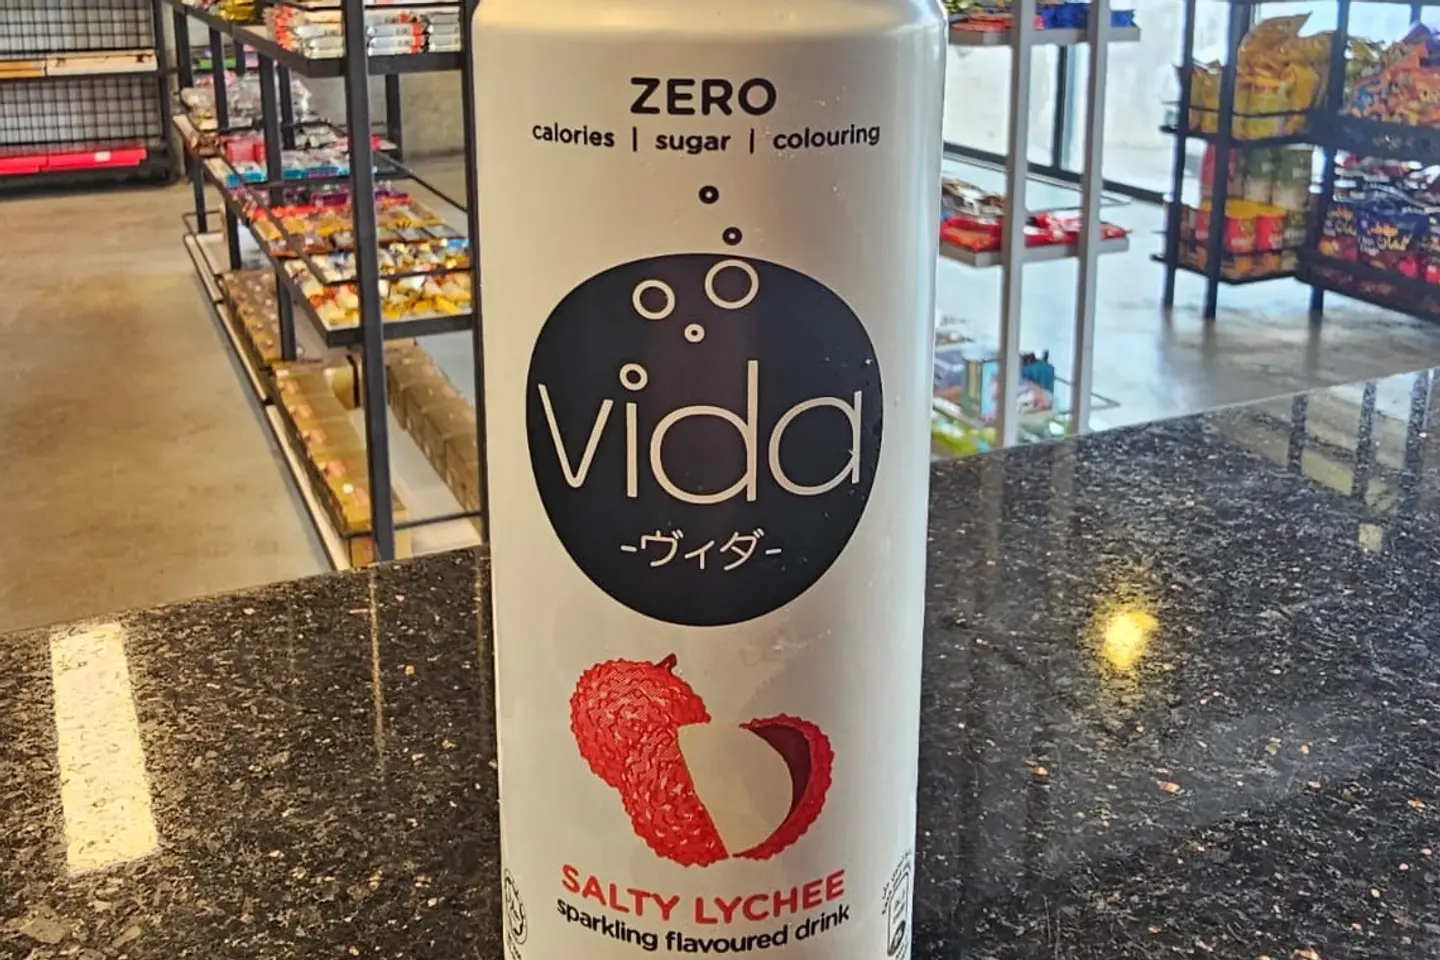 ZERO
calories | sugar | colouring
vida
-ヴィダ-
SALTY LYCHEE
sparkling flavoured drink